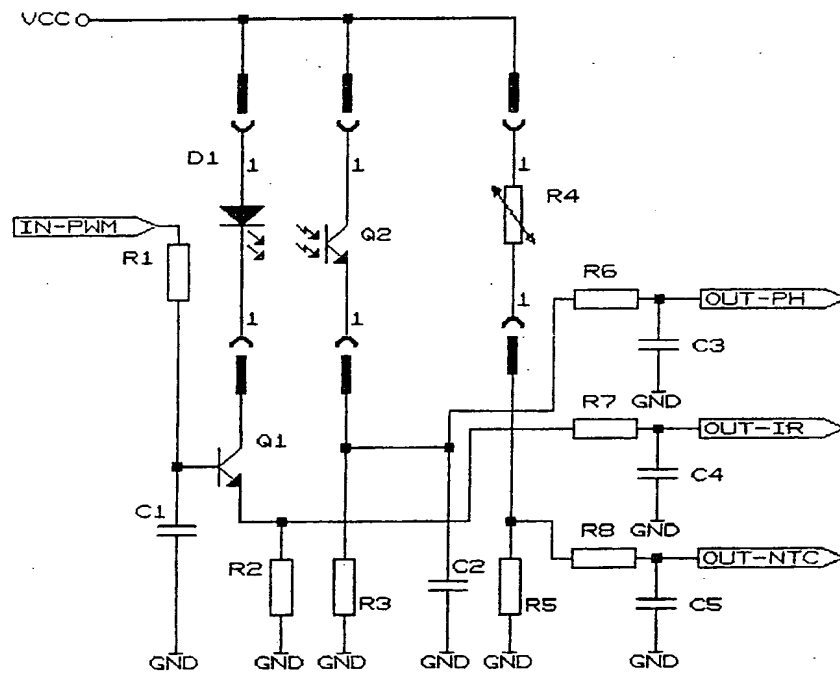 VCC
D1
1
1
1
R4
IN-PWM
R1
Q2
R6
OUT-PH
1
1
1
C3
GND
R7
OUT-IR
Q1
C4
C1
GND
R8
OUT-NTC
R2
R3
C2
R5
C5
GND
GND
GND
GND
GND